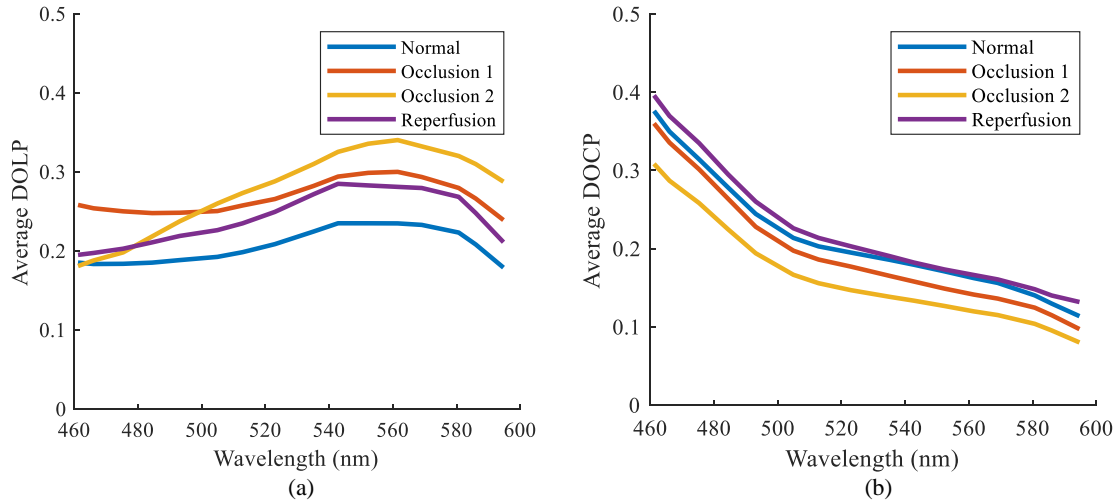 0.5
0.4
0.3
0.2
0.1
0
Average DOLP
Normal
Occlusion 1
Occlusion 2
Reperfusion
460 480 500 520 540 560 580 600
Wavelength (nm)
(a)
0.5
0.4
0.3
0.2
0.1
0
Average DOCP
Normal
Occlusion 1
Occlusion 2
Reperfusion
460 480 500 520 540 560 580 600
Wavelength (nm)
(b)